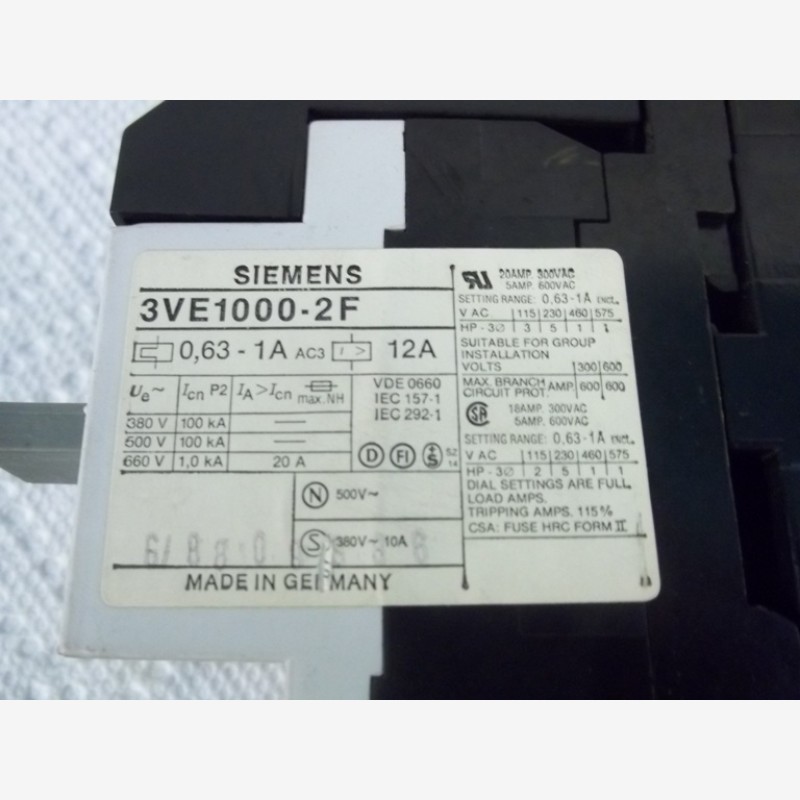 SIEMENS
3VE1000-2F
0,63 - 1A AC3 I > 12A
Ue~ Icn P2 IA>Icn max.NH
380 V 100 kA —
500 V 100 kA —
660 V 1,0 kA 20 A
VDE 0660
IEC 157-1
IEC 292-1
D FI S SZ 14
N 500V~
S 380V~ 10A
MADE IN GERMANY
20AMP. 300VAC
5AMP. 600VAC
SETTING RANGE: 0,63-1A
V AC 115 230 460 575
HP - 3∅ 3 5 1
SUITABLE FOR GROUP
INSTALLATION
VOLTS 300 600
MAX. BRANCH
CIRCUIT PROT. AMP 600 600
18AMP. 300VAC
5AMP. 600VAC
SETTING RANGE: 0,63-1A
V AC 115 230 460 575
HP - 3∅ 2 5 1 1
DIAL SETTINGS ARE FULL
LOAD AMPS.
TRIPPING AMPS. 115%
CSA: FUSE HRC FORM II